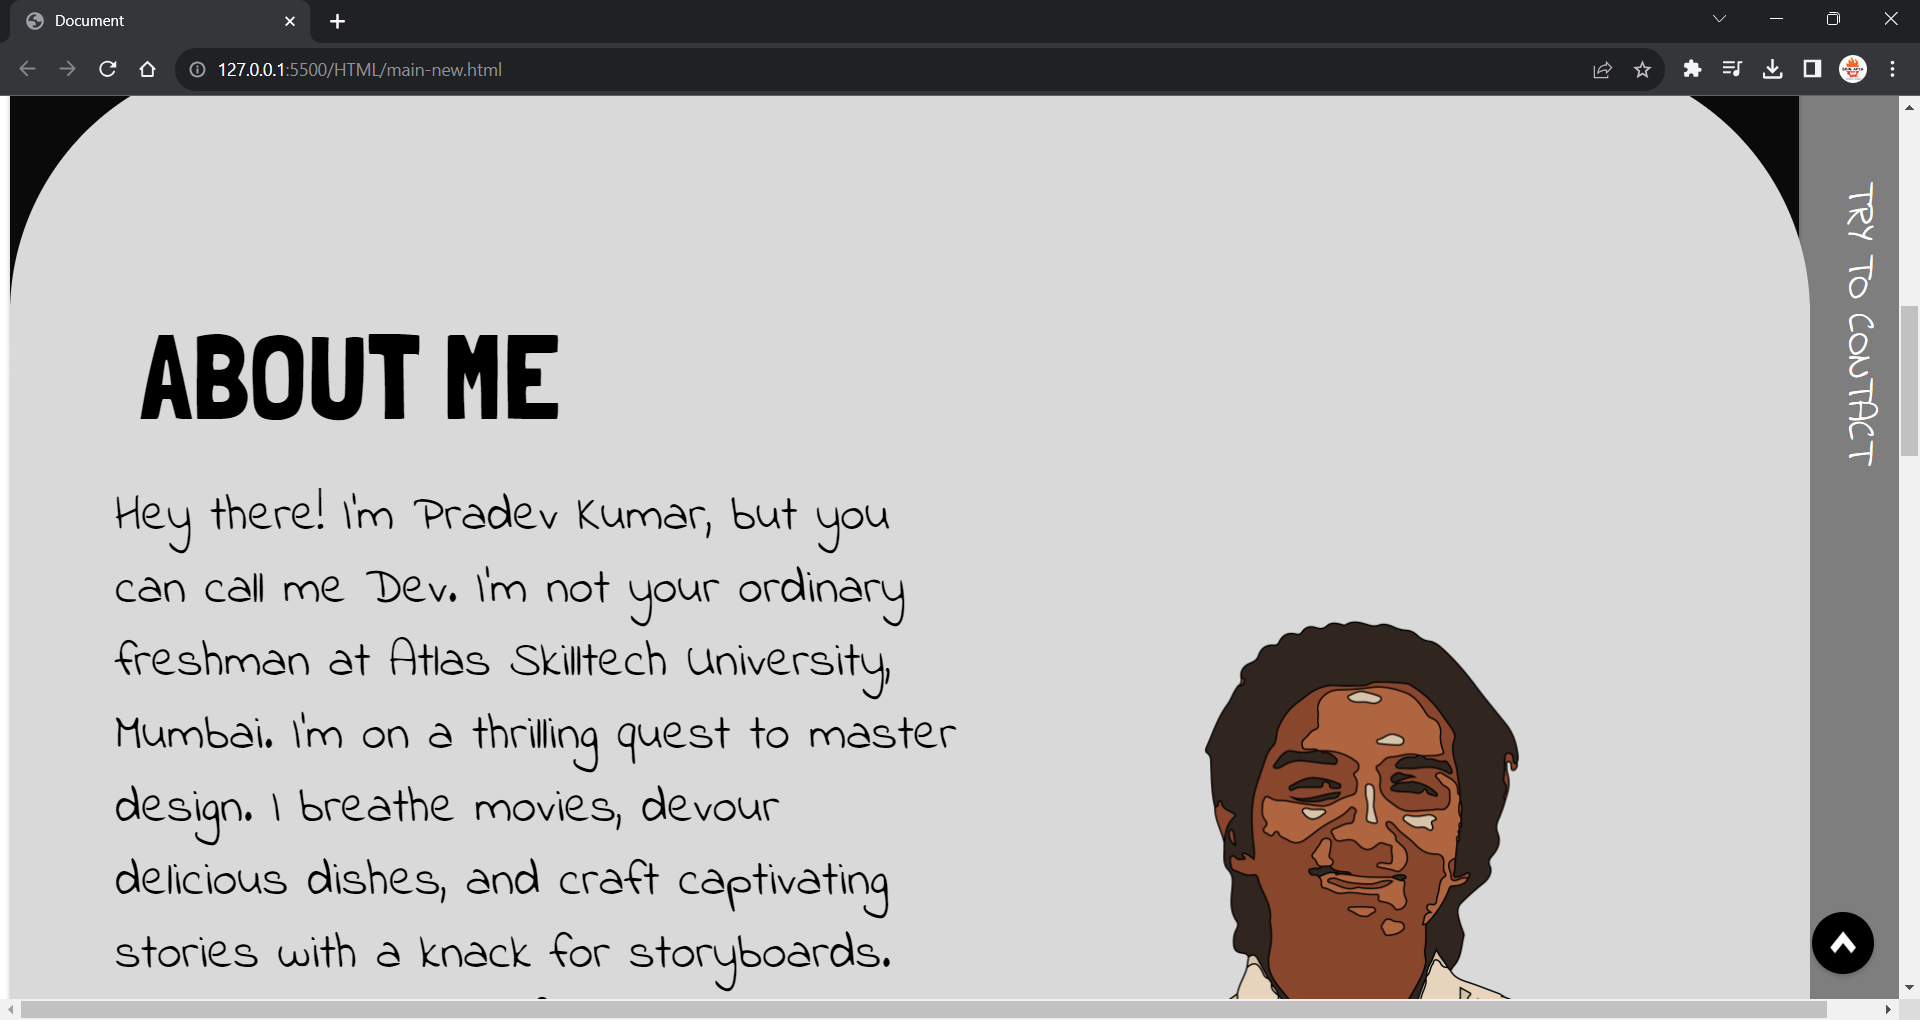 Document
127.0.0.1:5500/HTML/main-new.html
TRY TO CONTACT
ABOUT ME
Hey there! I'm Pradev Kumar, but you
can call me Dev. I'm not your ordinary
freshman at Atlas Skilltech University,
Mumbai. I'm on a thrilling quest to master
design. I breathe movies, devour
delicious dishes, and craft captivating
stories with a knack for storyboards.